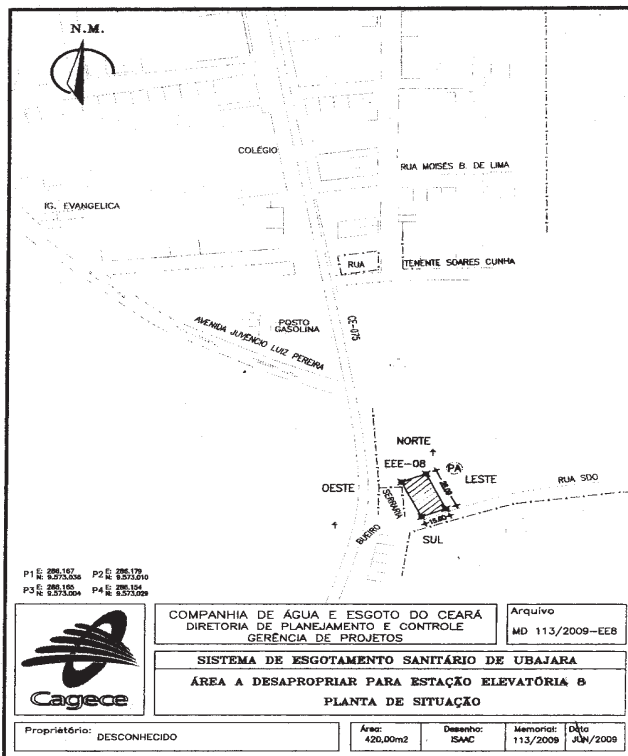 N.M.
COLÉGIO
RUA MOISÉS B. DE LIMA
IG. EVANGELICA
RUA
TENENTE SOARES CUNHA
CE-075
POSTO
GASOLINA
AVENIDA JUVÊNCIO LUIZ PEREIRA
NORTE
EEE-08
PA
LESTE
RUA SDO
OESTE
SERRARIA
BUEIRO
SUL
P1 E: 286.167 P2 E: 286.179
N: 9.573.036 N: 9.573.010
P3 E: 286.165 P4 E: 286.154
N: 9.573.004 N: 9.573.029
Cagece
COMPANHIA DE ÁGUA E ESGOTO DO CEARÁ
DIRETORIA DE PLANEJAMENTO E CONTROLE
GERÊNCIA DE PROJETOS
Arquivo
MD 113/2009-EE8
SISTEMA DE ESGOTAMENTO SANITÁRIO DE UBAJARA
ÁREA A DESAPROPRIAR PARA ESTAÇÃO ELEVATÓRIA 8
PLANTA DE SITUAÇÃO
Proprietório: DESCONHECIDO
Área:
420,00m2
Desenho:
ISAAC
Memorial:
113/2009
Data
JUN/2009